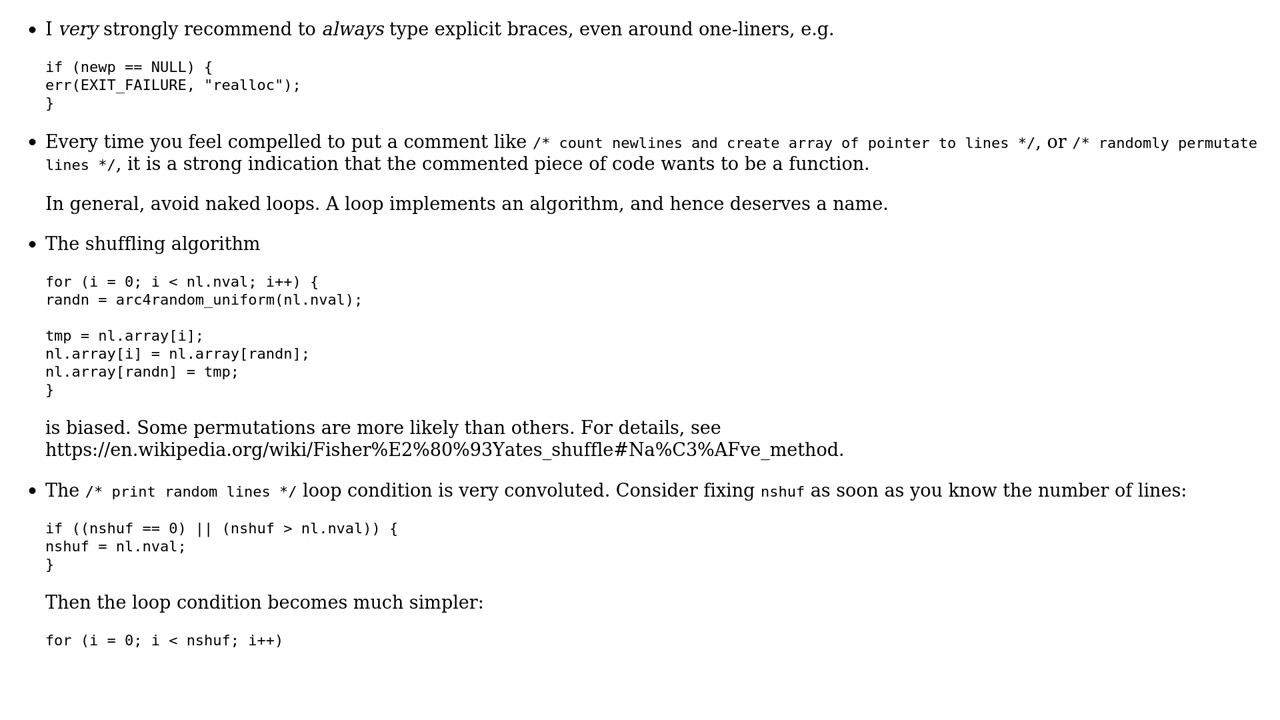 • I very strongly recommend to always type explicit braces, even around one-liners, e.g.
if (newp == NULL) {
err(EXIT_FAILURE, "realloc");
}
• Every time you feel compelled to put a comment like /* count newlines and create array of pointer to lines */, or /* randomly permutate
lines */, it is a strong indication that the commented piece of code wants to be a function.
In general, avoid naked loops. A loop implements an algorithm, and hence deserves a name.
• The shuffling algorithm
for (i = 0; i < nl.nval; i++) {
randn = arc4random_uniform(nl.nval);
tmp = nl.array[i];
nl.array[i] = nl.array[randn];
nl.array[randn] = tmp;
}
is biased. Some permutations are more likely than others. For details, see
https://en.wikipedia.org/wiki/Fisher%E2%80%93Yates_shuffle#Na%C3%AFve_method.
• The /* print random lines */ loop condition is very convoluted. Consider fixing nshuf as soon as you know the number of lines:
if ((nshuf == 0) || (nshuf > nl.nval)) {
nshuf = nl.nval;
}
Then the loop condition becomes much simpler:
for (i = 0; i < nshuf; i++)